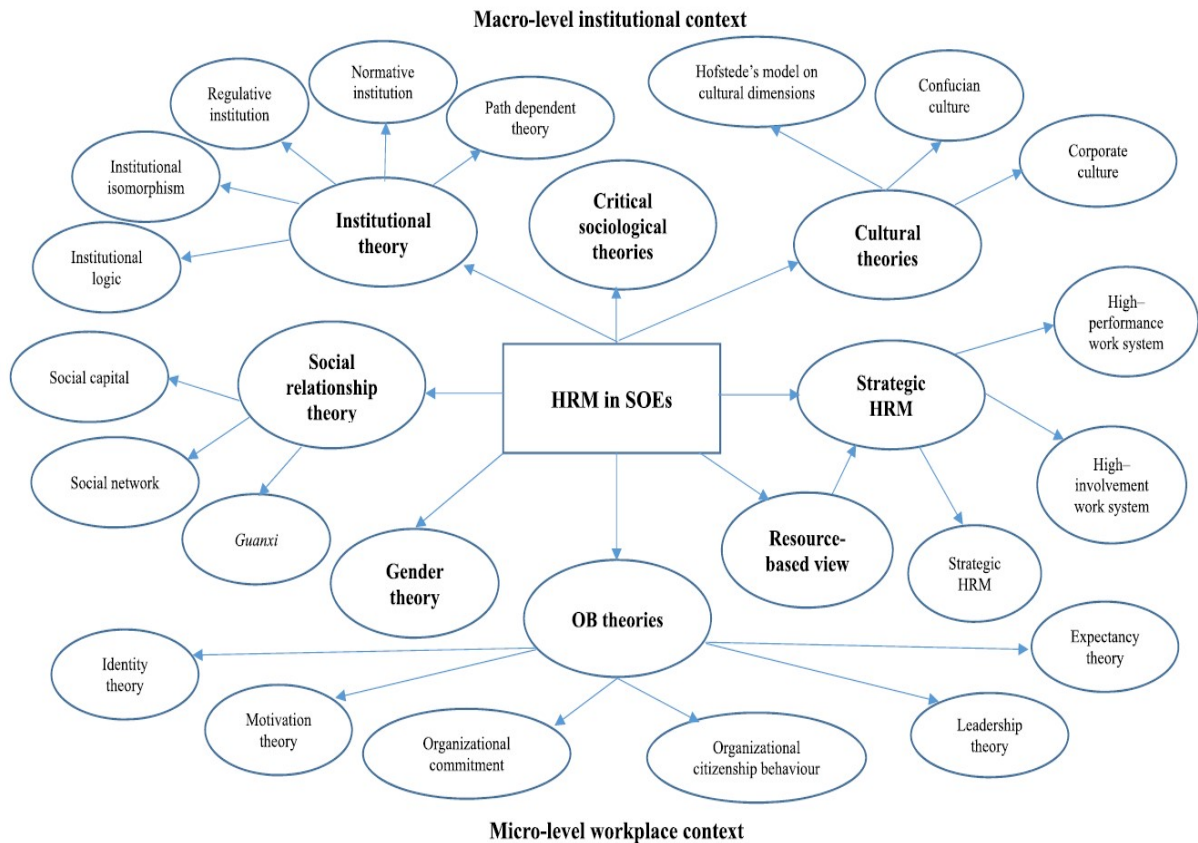 Macro-level institutional context
Normative
institution
Regulative
institution
Path dependent
theory
Institutional
isomorphism
Institutional
logic
Institutional
theory
Critical
sociological
theories
Hofstede's model on
cultural dimensions
Confucian
culture
Corporate
culture
Cultural
theories
Social
relationship
theory
Social capital
Social network
Guanxi
HRM in SOEs
Strategic
HRM
High–
performance
work system
High–
involvement
work system
Strategic
HRM
Resource-
based view
Gender
theory
OB theories
Identity
theory
Motivation
theory
Organizational
commitment
Organizational
citizenship behaviour
Leadership
theory
Expectancy
theory
Micro-level workplace context